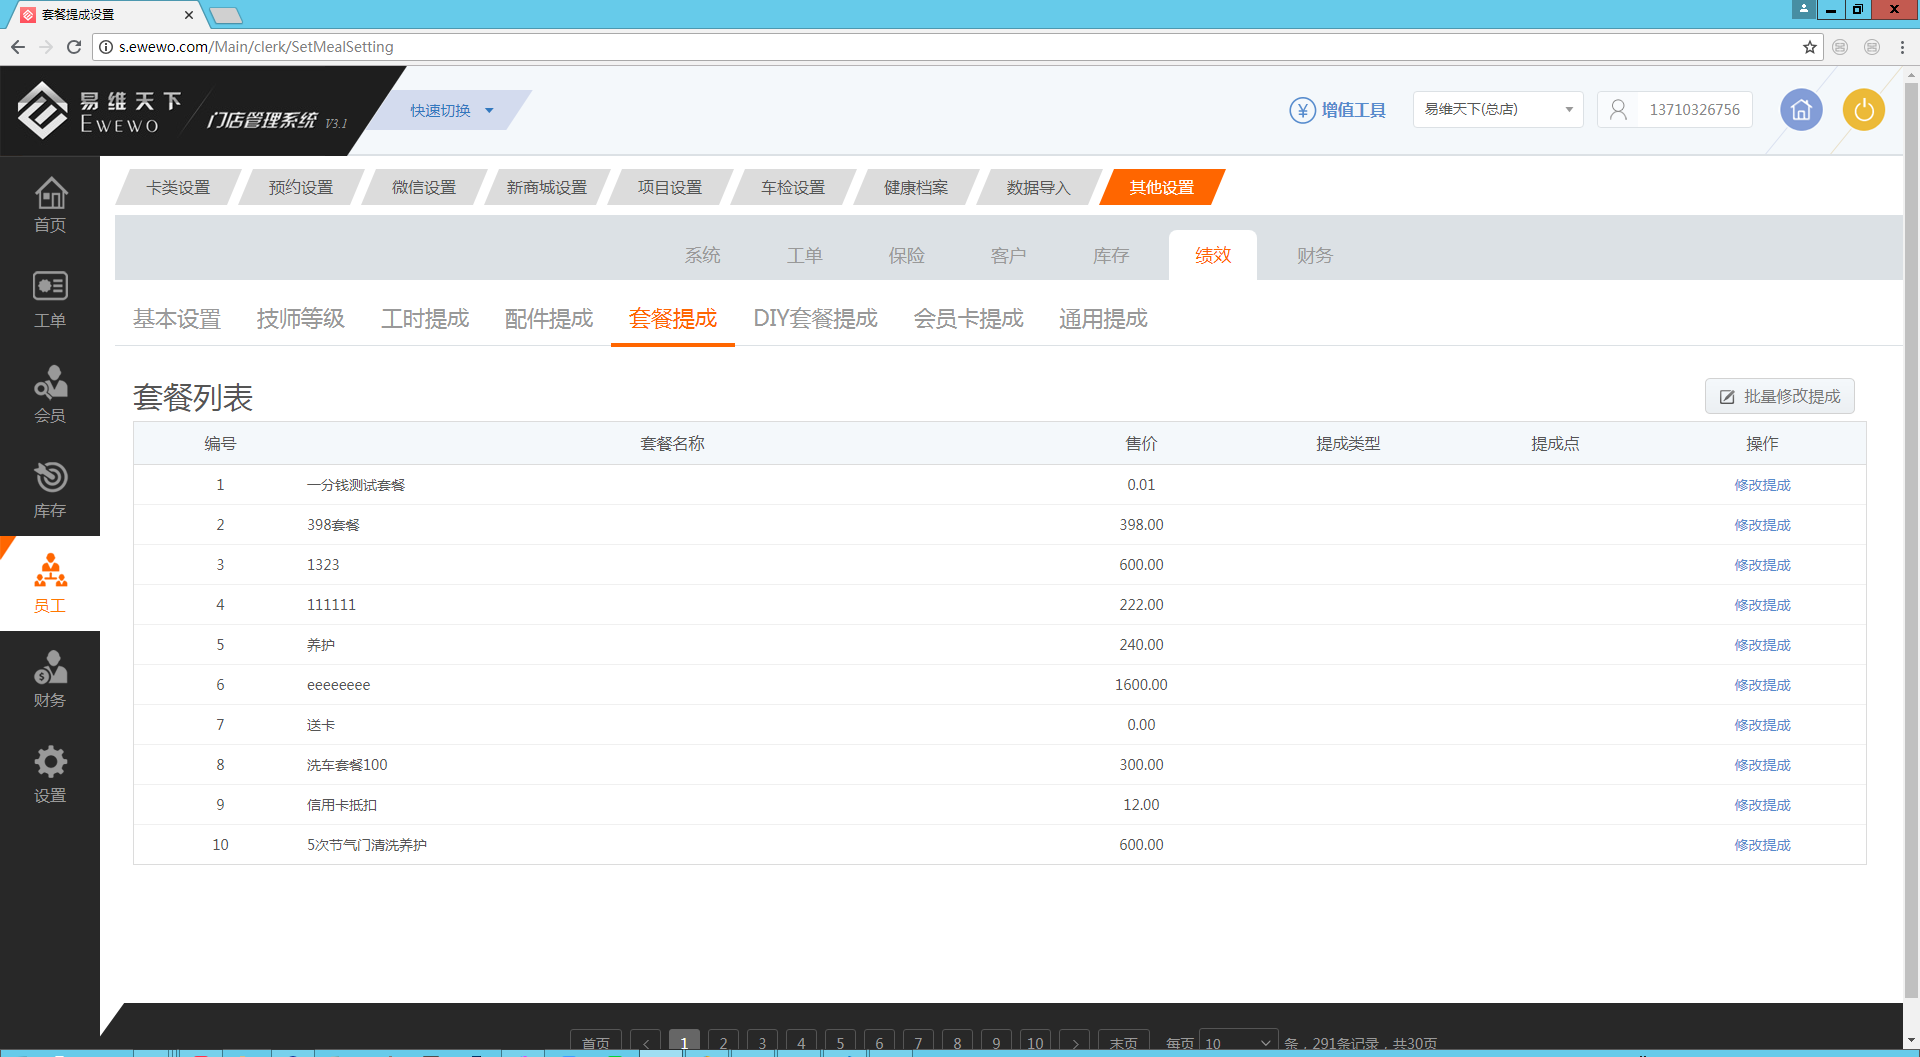 套餐提成设置
s.ewewo.com/Main/clerk/SetMealSetting
易维天下
EWEWO
门店管理系统 V3.1
快速切换
增值工具
易维天下(总店)
13710326756
首页
工单
会员
库存
员工
财务
设置
卡类设置 预约设置 微信设置 新商城设置 项目设置 车检设置 健康档案 数据导入 其他设置
系统 工单 保险 客户 库存 绩效 财务
基本设置 技师等级 工时提成 配件提成 套餐提成 DIY套餐提成 会员卡提成 通用提成
套餐列表
批量修改提成
编号 套餐名称 售价 提成类型 提成点 操作
1 一分钱测试套餐 0.01 修改提成
2 398套餐 398.00 修改提成
3 1323 600.00 修改提成
4 111111 222.00 修改提成
5 养护 240.00 修改提成
6 eeeeeeee 1600.00 修改提成
7 送卡 0.00 修改提成
8 洗车套餐100 300.00 修改提成
9 信用卡抵扣 12.00 修改提成
10 5次节气门清洗养护 600.00 修改提成
首页 < 1 2 3 4 5 6 7 8 9 10 > 末页 每页 10 条，291条记录，共30页